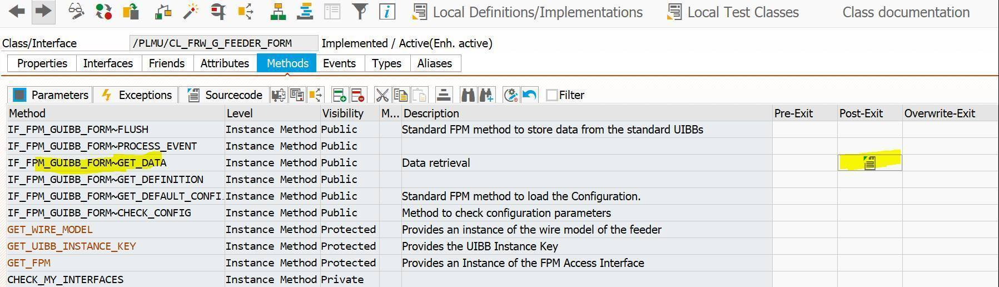 Local Definitions/Implementations Local Test Classes Class documentation
Class/Interface /PLMU/CL_FRW_G_FEEDER_FORM Implemented / Active(Enh. active)
Properties Interfaces Friends Attributes Methods Events Types Aliases
Parameters Exceptions Sourcecode Filter
Method Level Visibility M... Description Pre-Exit Post-Exit Overwrite-Exit
IF_FPM_GUIBB_FORM~FLUSH Instance Method Public Standard FPM method to store data from the standard UIBBs
IF_FPM_GUIBB_FORM~PROCESS_EVENT Instance Method Public
IF_FPM_GUIBB_FORM~GET_DATA Instance Method Public Data retrieval
IF_FPM_GUIBB_FORM~GET_DEFINITION Instance Method Public
IF_FPM_GUIBB_FORM~GET_DEFAULT_CONFI... Instance Method Public Standard FPM method to load the Configuration.
IF_FPM_GUIBB_FORM~CHECK_CONFIG Instance Method Public Method to check configuration parameters
GET_WIRE_MODEL Instance Method Protected Provides an instance of the wire model of the feeder
GET_UIBB_INSTANCE_KEY Instance Method Protected Provides the UIBB Instance Key
GET_FPM Instance Method Protected Provides an Instance of the FPM Access Interface
CHECK_MY_INTERFACES Instance Method Private